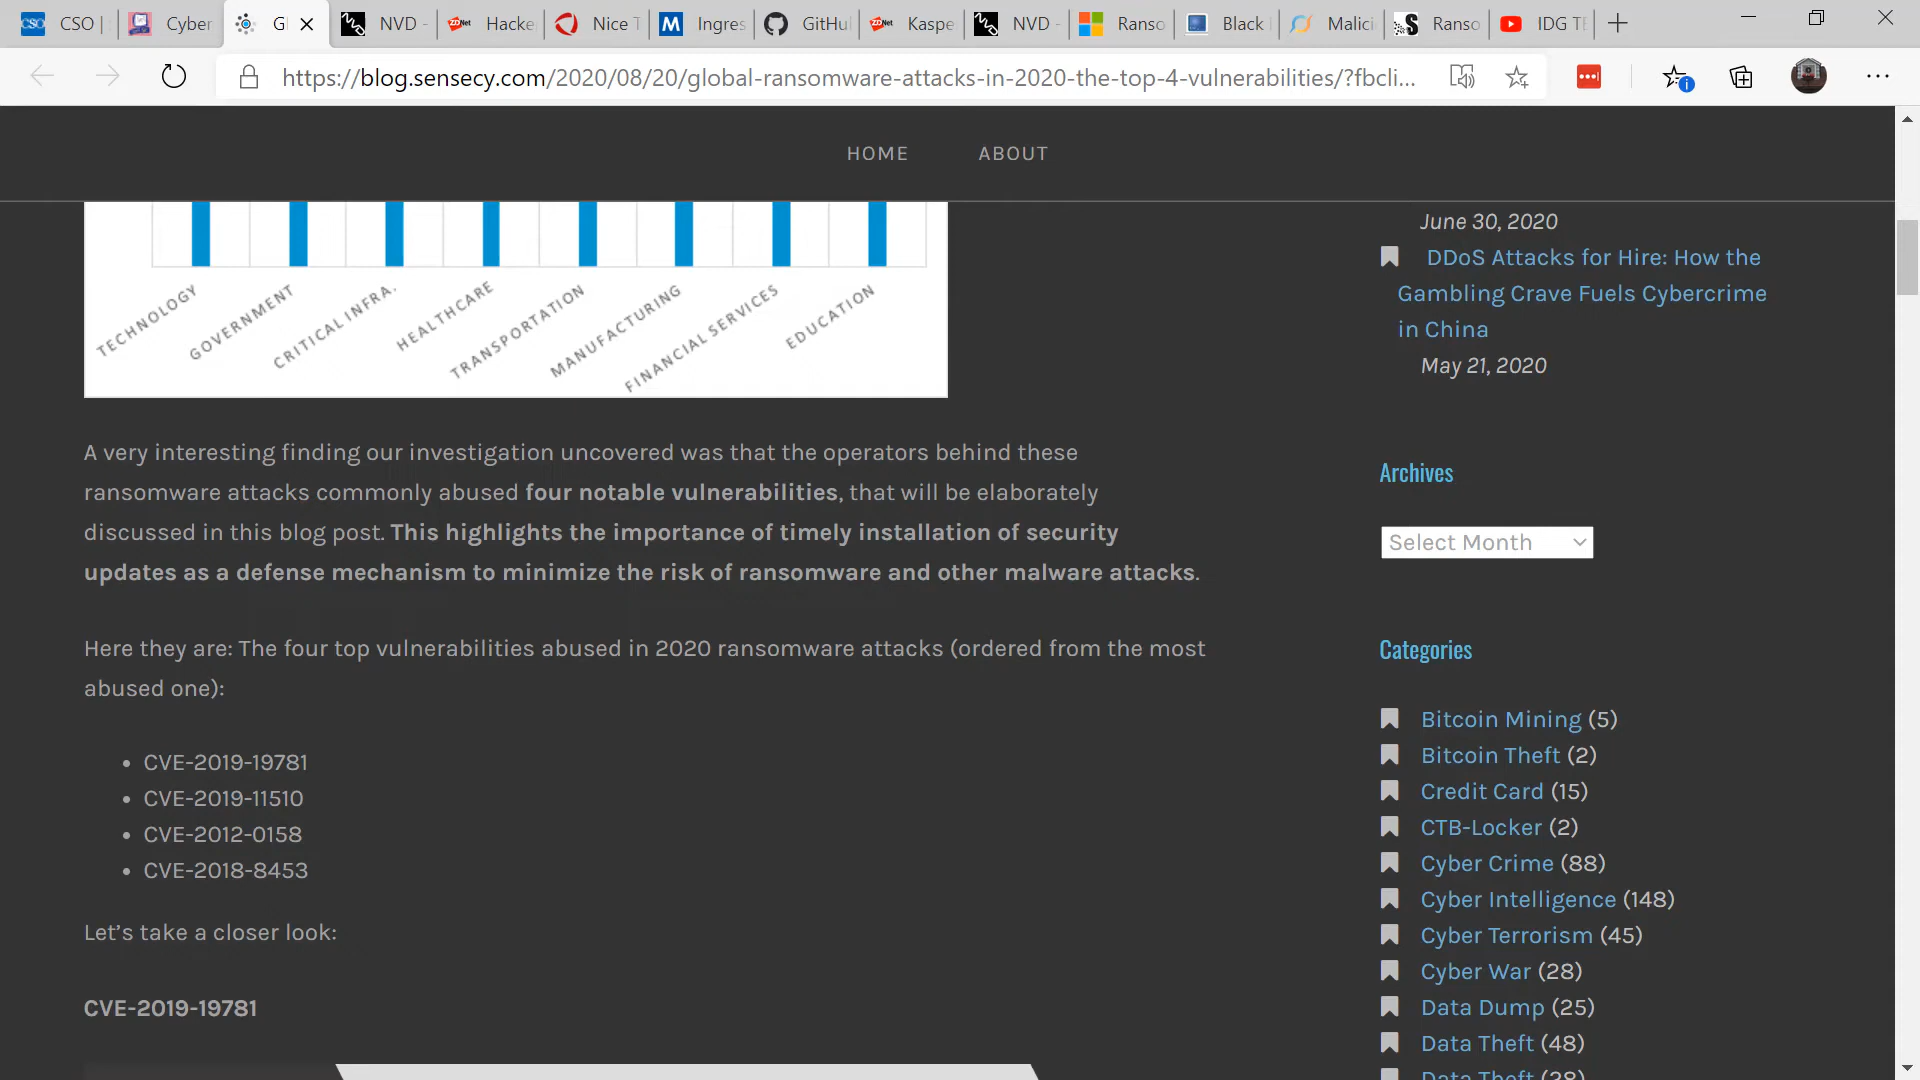 CSO
Cyber
Gl
NVD -
Hacke
Nice T
Ingres
GitHu
Kaspe
NVD -
Ranso
Black
Malici
Ranso
IDG TE
https://blog.sensecy.com/2020/08/20/global-ransomware-attacks-in-2020-the-top-4-vulnerabilities/?fbcli...
HOME ABOUT
TECHNOLOGY
GOVERNMENT
CRITICAL INFRA.
HEALTHCARE
TRANSPORTATION
MANUFACTURING
FINANCIAL SERVICES
EDUCATION
A very interesting finding our investigation uncovered was that the operators behind these
ransomware attacks commonly abused four notable vulnerabilities, that will be elaborately
discussed in this blog post. This highlights the importance of timely installation of security
updates as a defense mechanism to minimize the risk of ransomware and other malware attacks.
Here they are: The four top vulnerabilities abused in 2020 ransomware attacks (ordered from the most
abused one):
• CVE-2019-19781
• CVE-2019-11510
• CVE-2012-0158
• CVE-2018-8453
Let’s take a closer look:
CVE-2019-19781
June 30, 2020
DDoS Attacks for Hire: How the
Gambling Crave Fuels Cybercrime
in China
May 21, 2020
Archives
Select Month
Categories
Bitcoin Mining (5)
Bitcoin Theft (2)
Credit Card (15)
CTB-Locker (2)
Cyber Crime (88)
Cyber Intelligence (148)
Cyber Terrorism (45)
Cyber War (28)
Data Dump (25)
Data Theft (48)
Data Theft (28)